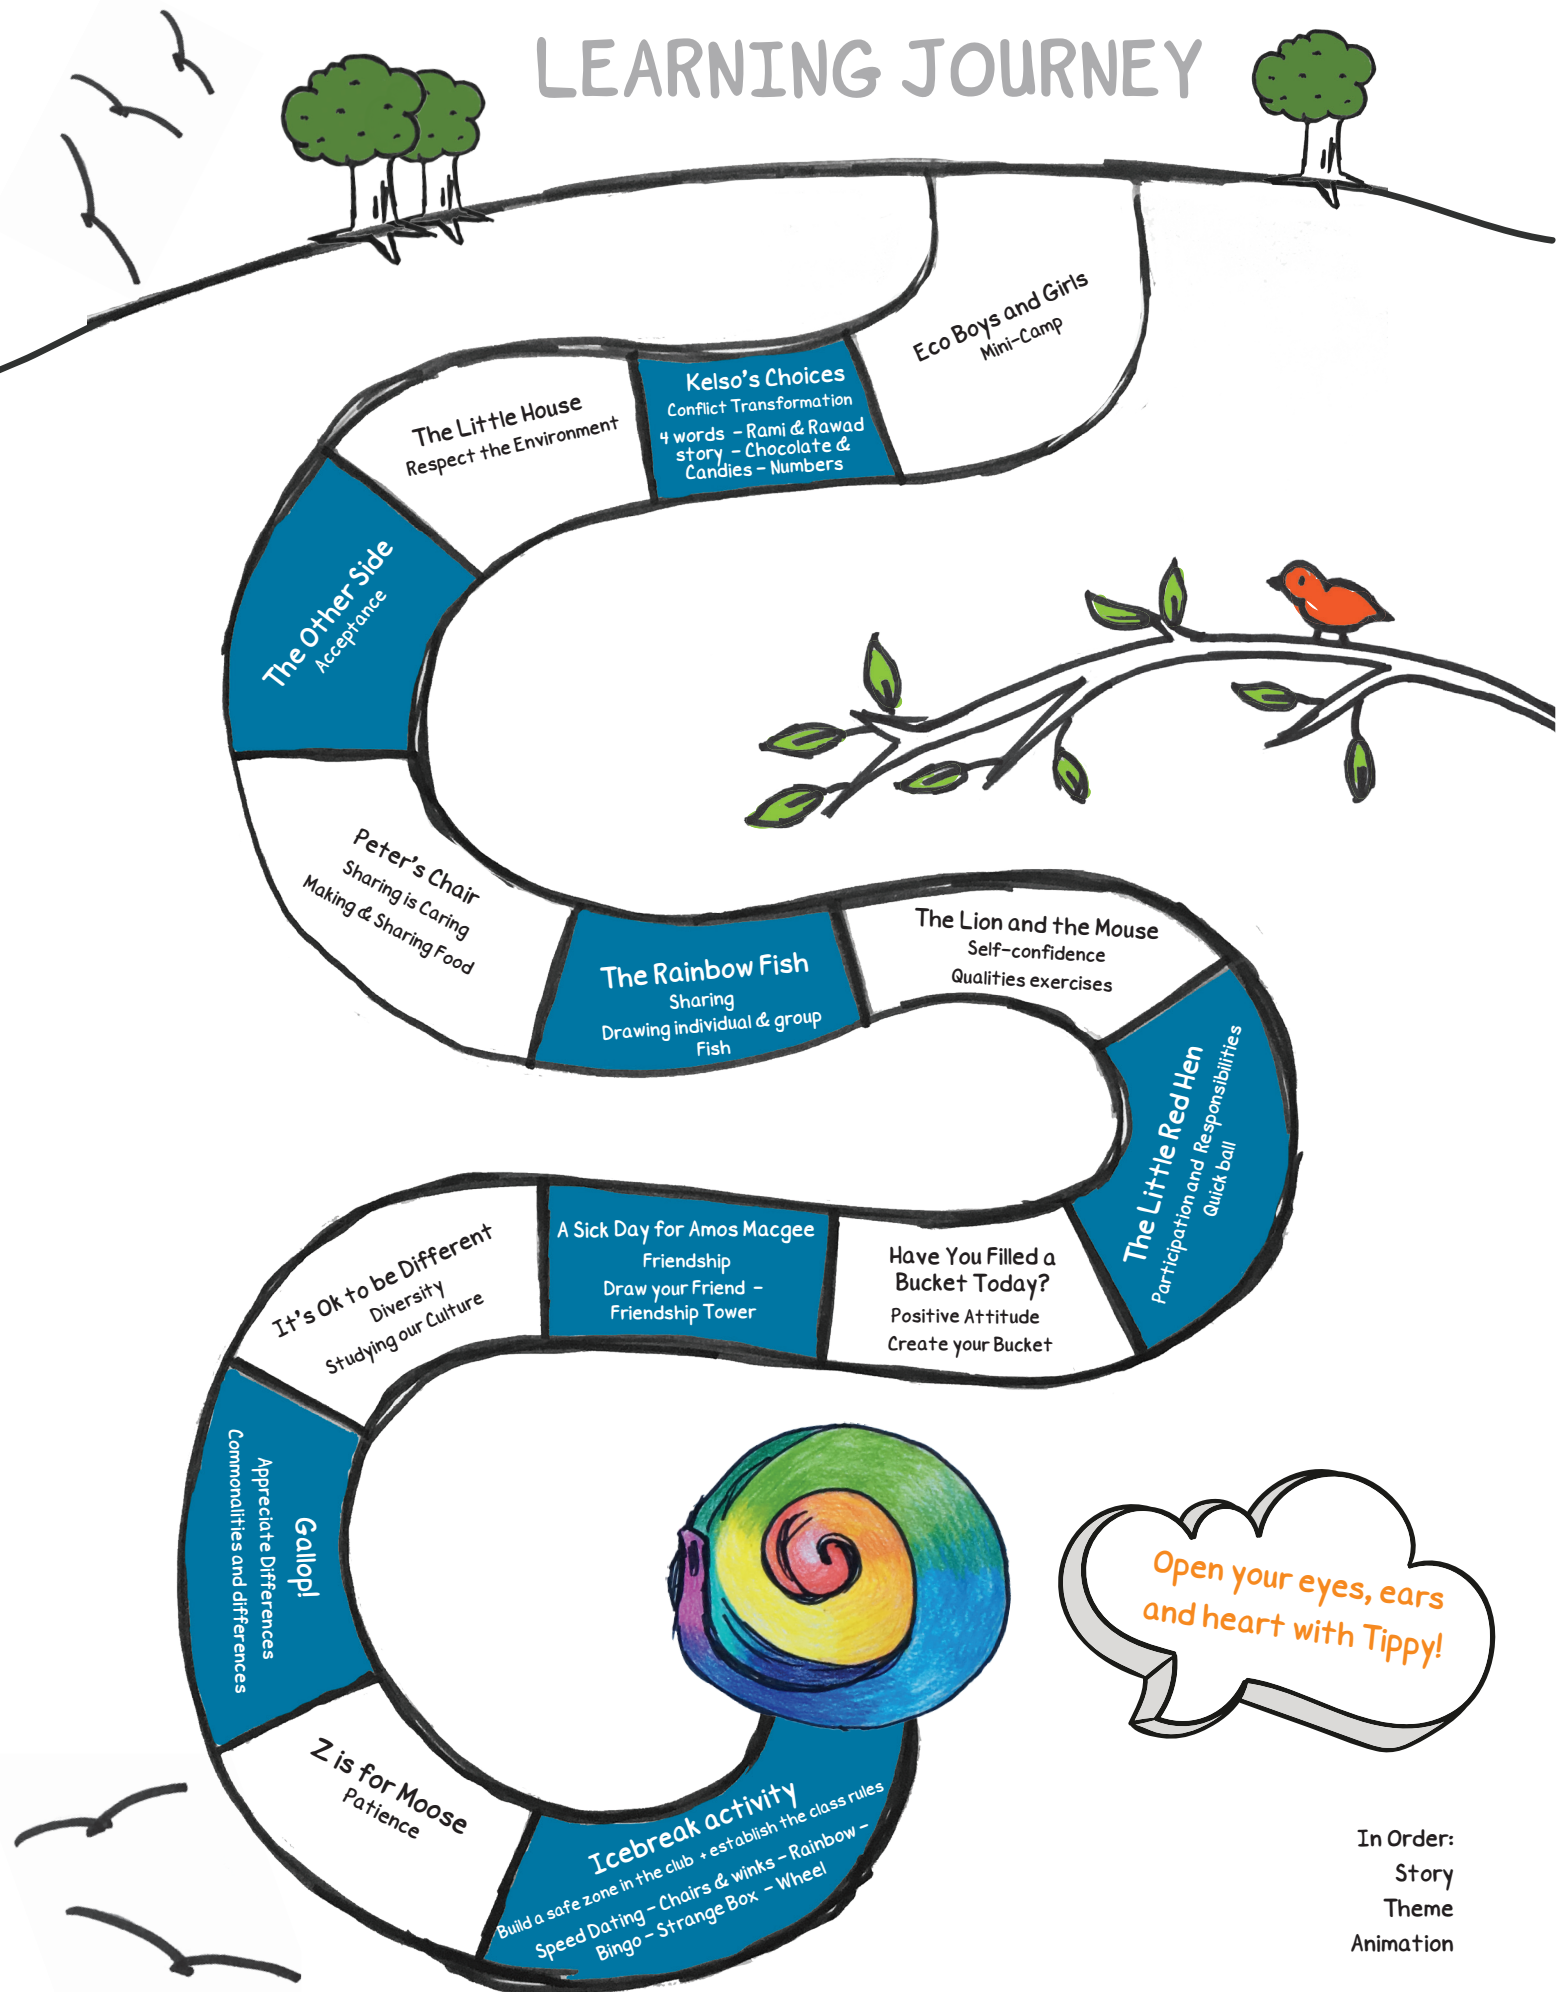 LEARNING JOURNEY
Eco Boys and Girls
Mini-Camp
Kelso's Choices
Conflict Transformation
4 words - Rami & Rawad
story - Chocolate &
Candies - Numbers
The Little House
Respect the Environment
The Other Side
Acceptance
Peter's Chair
Sharing is Caring
Making & Sharing Food
The Rainbow Fish
Sharing
Drawing individual & group
Fish
The Lion and the Mouse
Self-confidence
Qualities exercises
The Little Red Hen
Participation and Responsibilities
Quick ball
Have You Filled a
Bucket Today?
Positive Attitude
Create your Bucket
A Sick Day for Amos Macgee
Friendship
Draw your Friend -
Friendship Tower
It's Ok to be Different
Diversity
Studying our Culture
Gallop!
Appreciate Differences
Commonalities and differences
Z is for Moose
Patience
Icebreak activity
Build a safe zone in the club + establish the class rules
Speed Dating - Chairs & winks - Rainbow -
Bingo - Strange Box - Wheel
Open your eyes, ears
and heart with Tippy!
In Order:
Story
Theme
Animation